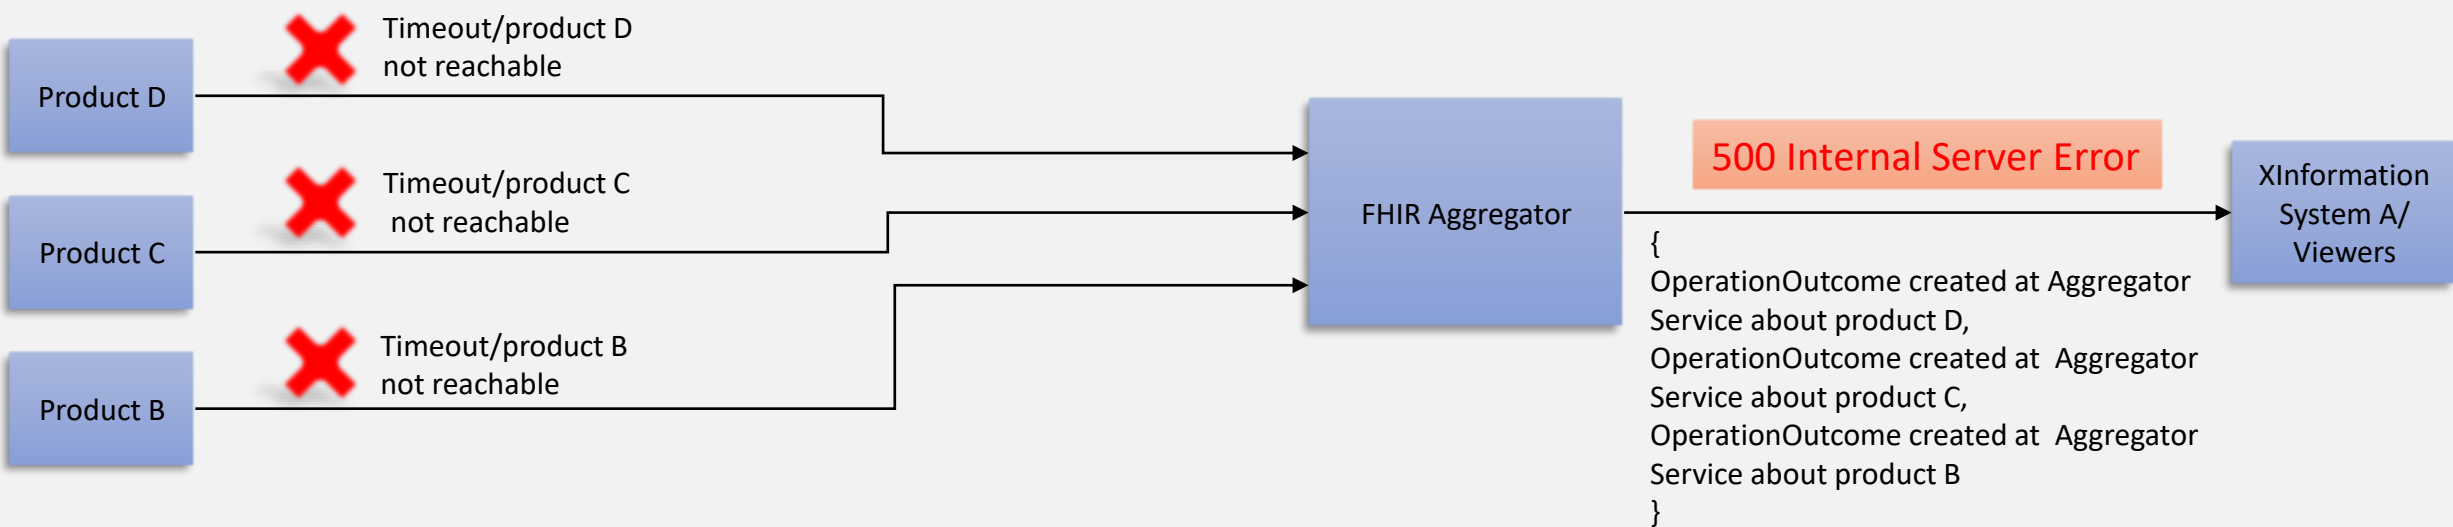 Timeout/product D
not reachable
Product D
Timeout/product C
not reachable
Product C
Timeout/product B
not reachable
Product B
FHIR Aggregator
500 Internal Server Error
{
OperationOutcome created at Aggregator
Service about product D,
OperationOutcome created at  Aggregator
Service about product C,
OperationOutcome created at  Aggregator
Service about product B
}
XInformation
System A/
Viewers